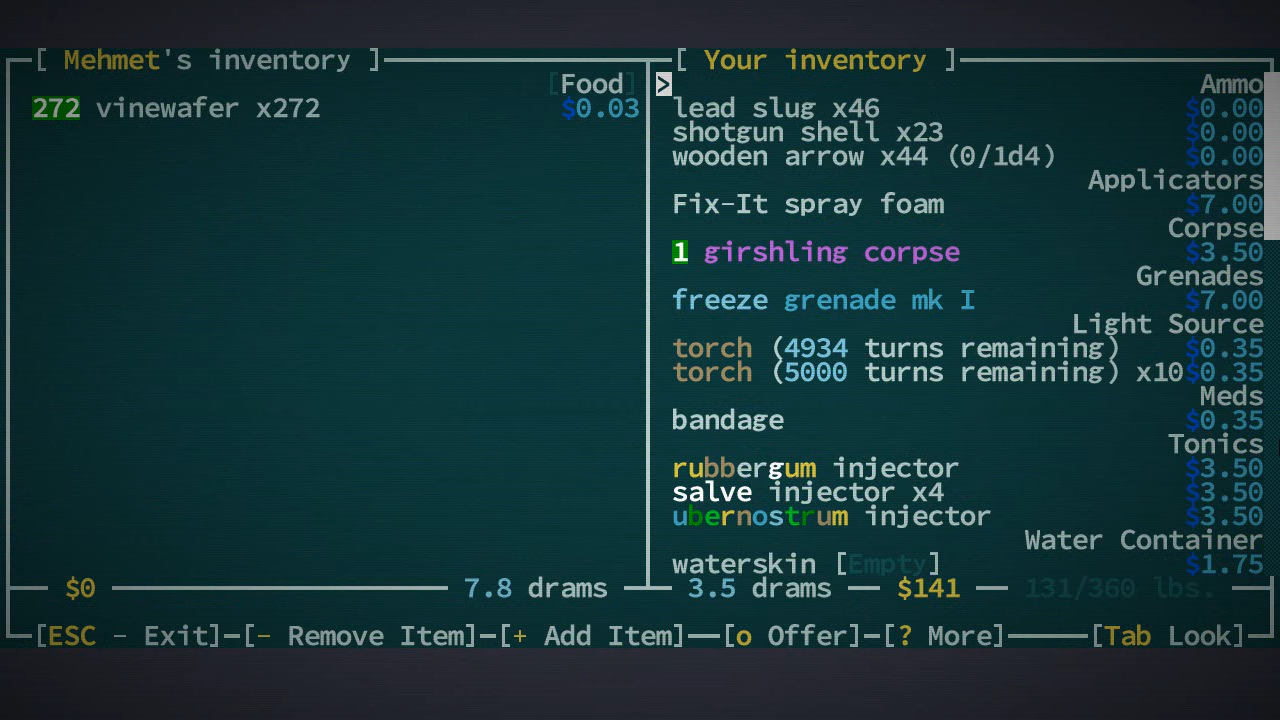 [ Mehmet's inventory ]
[Food]
272 vinewafer x272 $0.03
$0 7.8 drams
[ Your inventory ]
> Ammo
lead slug x46 $0.00
shotgun shell x23 $0.00
wooden arrow x44 (0/1d4) $0.00
Applicators
Fix-It spray foam $7.00
Corpse
1 girshling corpse $3.50
Grenades
freeze grenade mk I $7.00
Light Source
torch (4934 turns remaining) $0.35
torch (5000 turns remaining) x10 $0.35
Meds
bandage $0.35
Tonics
rubbergum injector $3.50
salve injector x4 $3.50
ubernostrum injector $3.50
Water Container
waterskin [Empty] $1.75
3.5 drams — $141 — 131/360 lbs.
[ESC - Exit]—[- Remove Item]—[+ Add Item]—[o Offer]—[? More]—[Tab Look]